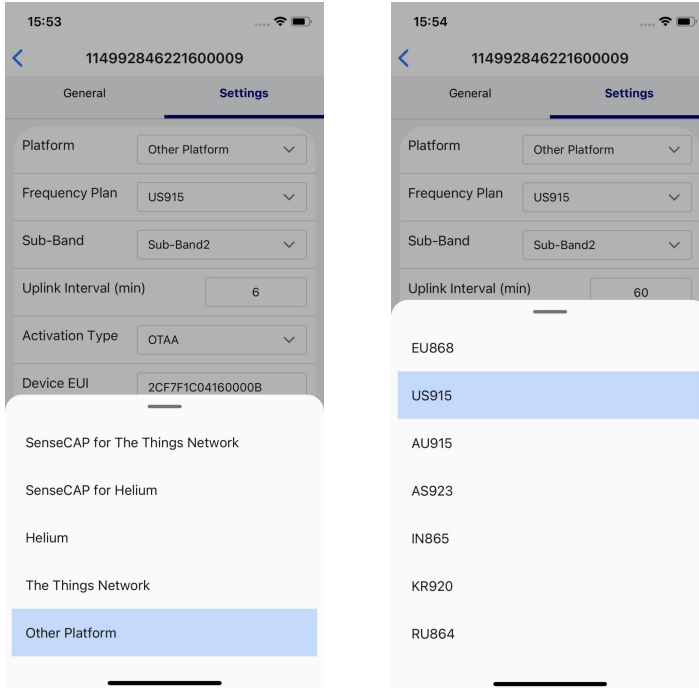 15:53
114992846221600009
General Settings
Platform Other Platform
Frequency Plan US915
Sub-Band Sub-Band2
Uplink Interval (min) 6
Activation Type OTAA
Device EUI 2CF7F1C04160000B
SenseCAP for The Things Network
SenseCAP for Helium
Helium
The Things Network
Other Platform
15:54
114992846221600009
General Settings
Platform Other Platform
Frequency Plan US915
Sub-Band Sub-Band2
Uplink Interval (min) 60
EU868
US915
AU915
AS923
IN865
KR920
RU864